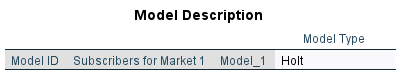 Model Description
Model Type
Model ID Subscribers for Market 1 Model_1 Holt